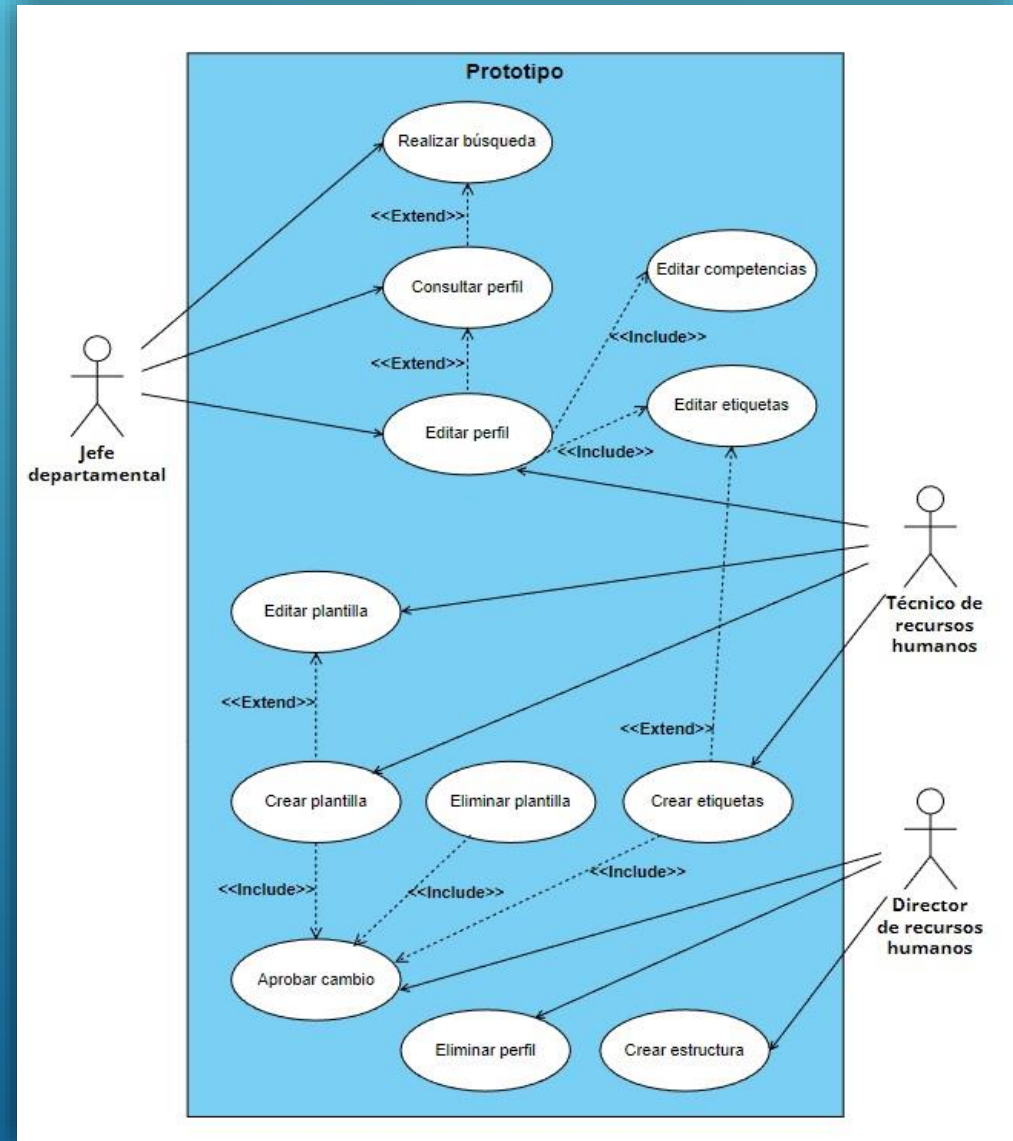 Prototipo
Realizar búsqueda
<<Extend>>
Consultar perfil
Editar competencias
<<Include>>
<<Extend>>
Editar perfil
Editar etiquetas
<<Include>>
Jefe
departamental
Editar plantilla
Técnico de
recursos
humanos
<<Extend>>
<<Extend>>
Crear plantilla
Eliminar plantilla
Crear etiquetas
<<Include>>
<<Include>>
<<Include>>
Director
de recursos
humanos
Aprobar cambio
Eliminar perfil
Crear estructura